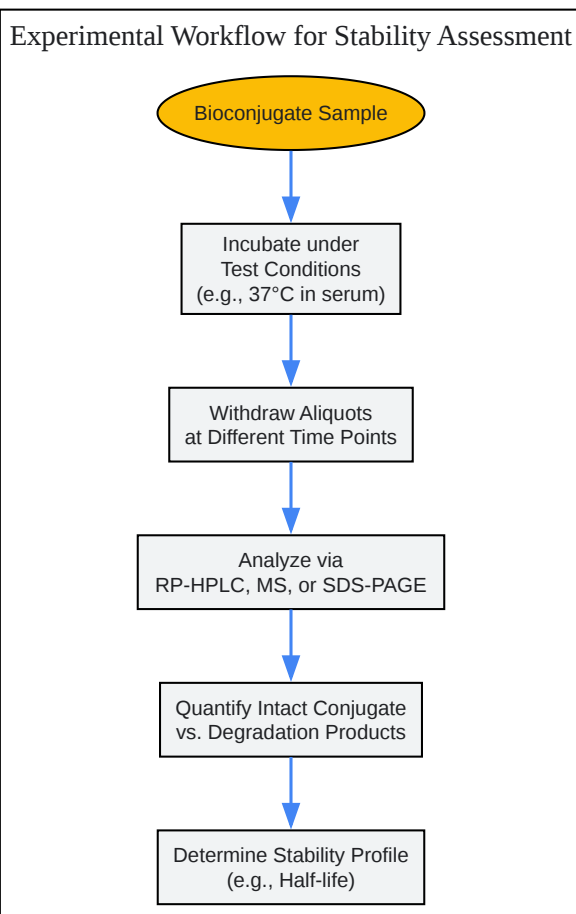 Experimental Workflow for Stability Assessment
Bioconjugate Sample
Incubate under
Test Conditions
(e.g., 37°C in serum)
Withdraw Aliquots
at Different Time Points
Analyze via
RP-HPLC, MS, or SDS-PAGE
Quantify Intact Conjugate
vs. Degradation Products
Determine Stability Profile
(e.g., Half-life)